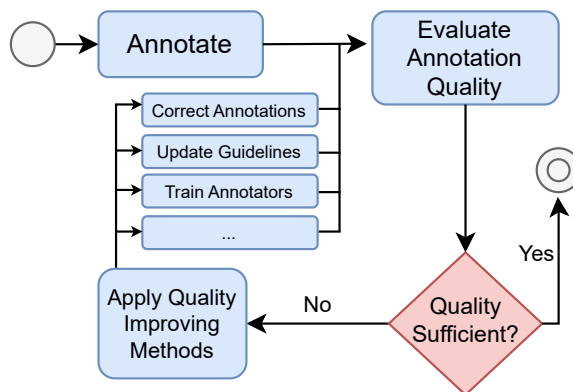 Annotate
Evaluate
Annotation
Quality
Correct Annotations
Update Guidelines
Train Annotators
...
Apply Quality
Improving
Methods
No
Quality
Sufficient?
Yes